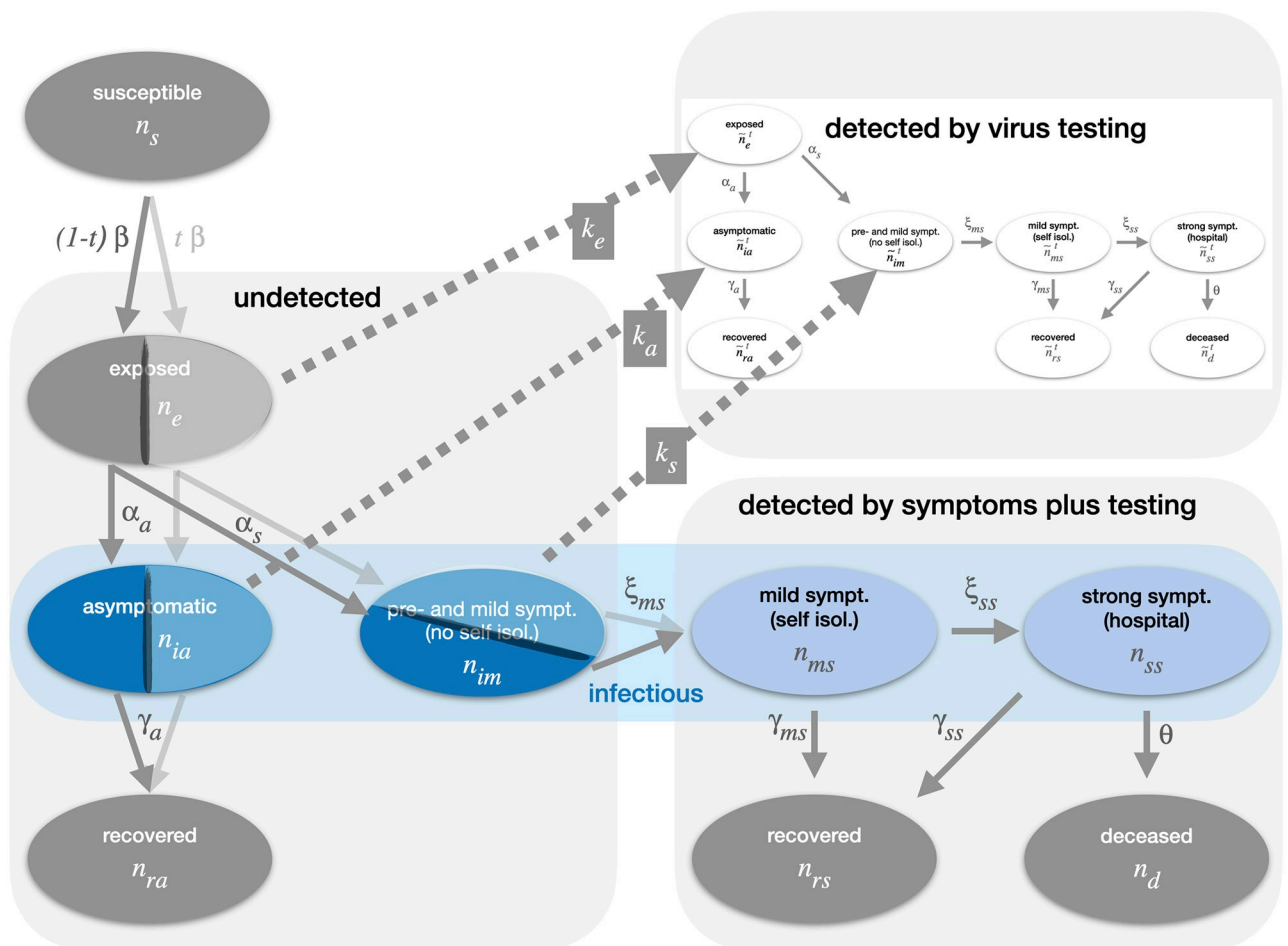 susceptible
n_s
(1-t) β
t β
undetected
exposed
n_e
α_a
α_s
asymptomatic
n_ia
pre- and mild sympt.
(no self isol.)
n_im
ξ_ms
infectious
γ_a
recovered
n_ra
k_e
k_a
k_s
detected by virus testing
exposed
ñ_e^t
α_s
α_a
asymptomatic
ñ_ia^t
pre- and mild sympt.
(no self isol.)
ñ_im^t
ξ_ms
mild sympt.
(self isol.)
ñ_ms^t
ξ_ss
strong sympt.
(hospital)
ñ_ss^t
γ_a
γ_ms
γ_ss
θ
recovered
ñ_ra^t
recovered
ñ_rs^t
deceased
ñ_d^t
detected by symptoms plus testing
mild sympt.
(self isol.)
n_ms
ξ_ss
strong sympt.
(hospital)
n_ss
γ_ms
γ_ss
θ
recovered
n_rs
deceased
n_d